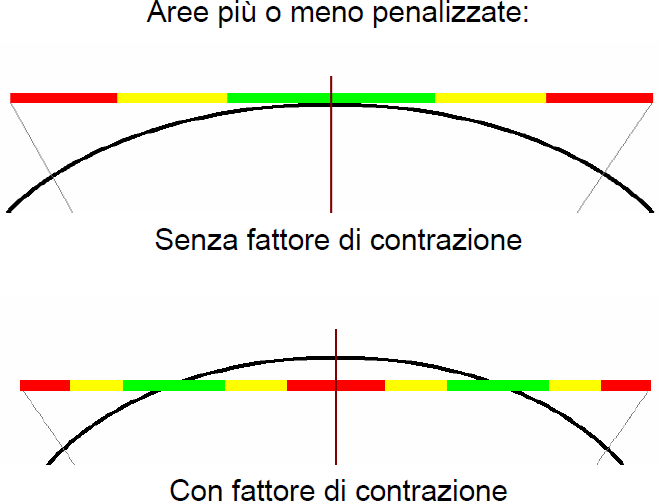 Aree più o meno penalizzate:
Senza fattore di contrazione
Con fattore di contrazione